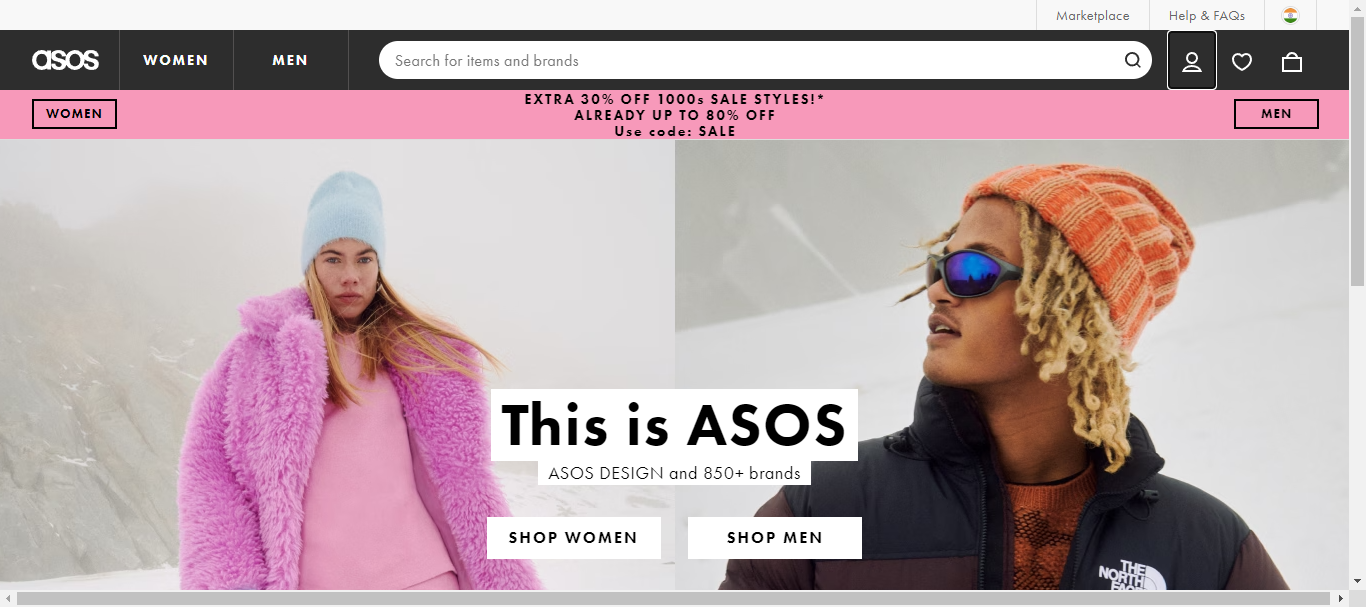 Marketplace
Help & FAQs
asos
WOMEN
MEN
Search for items and brands
WOMEN
EXTRA 30% OFF 1000s SALE STYLES!*
ALREADY UP TO 80% OFF
Use code: SALE
MEN
This is ASOS
ASOS DESIGN and 850+ brands
SHOP WOMEN
SHOP MEN
THE
NORTH
FACE